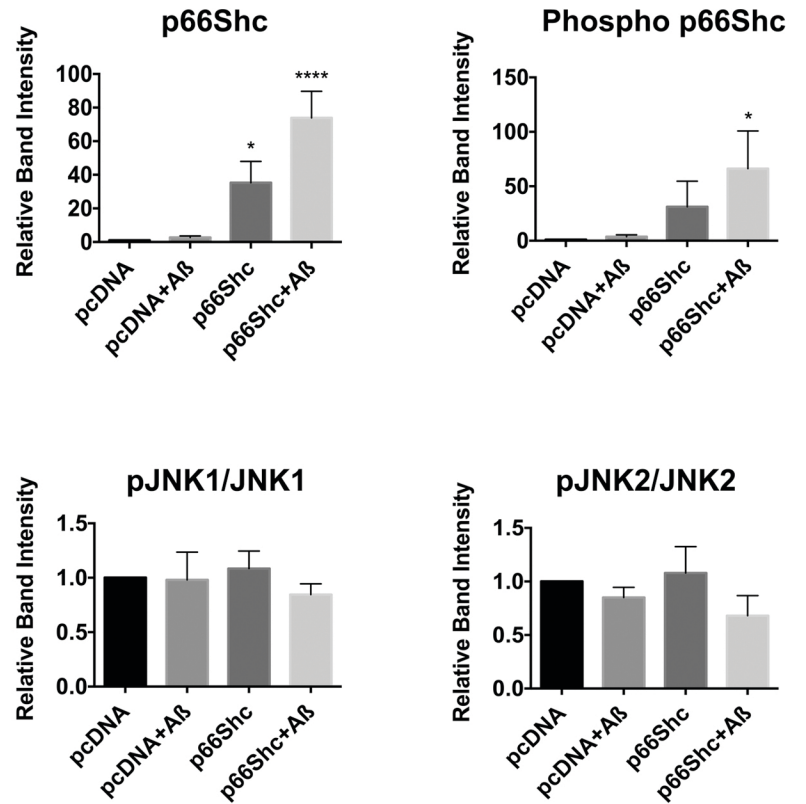 p66Shc
Relative Band Intensity
100
80
60
40
20
0
*
****
pcDNA
pcDNA+Aß
p66Shc
p66Shc+Aß
Phospho p66Shc
Relative Band Intensity
150
100
50
0
*
pcDNA
pcDNA+Aß
p66Shc
p66Shc+Aß
pJNK1/JNK1
Relative Band Intensity
1.5
1.0
0.5
0.0
pcDNA
pcDNA+Aß
p66Shc
p66Shc+Aß
pJNK2/JNK2
Relative Band Intensity
1.5
1.0
0.5
0.0
pcDNA
pcDNA+Aß
p66Shc
p66Shc+Aß